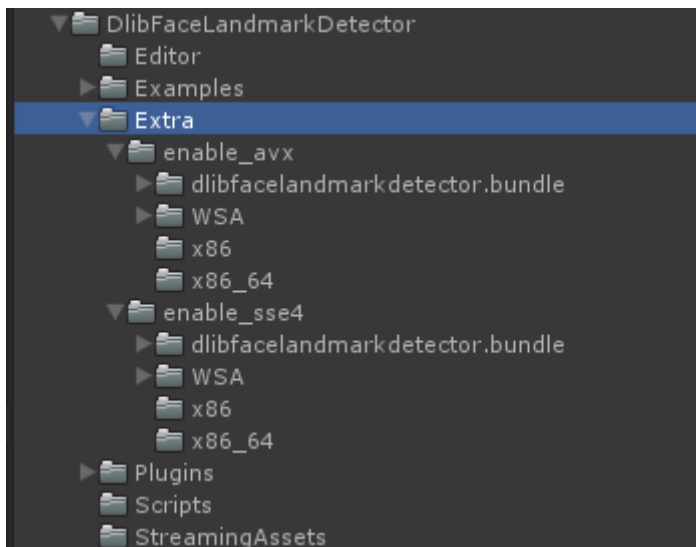 DlibFaceLandmarkDetector
Editor
Examples
Extra
enable_avx
dlibfacelandmarkdetector.bundle
WSA
x86
x86_64
enable_sse4
dlibfacelandmarkdetector.bundle
WSA
x86
x86_64
Plugins
Scripts
StreamingAssets